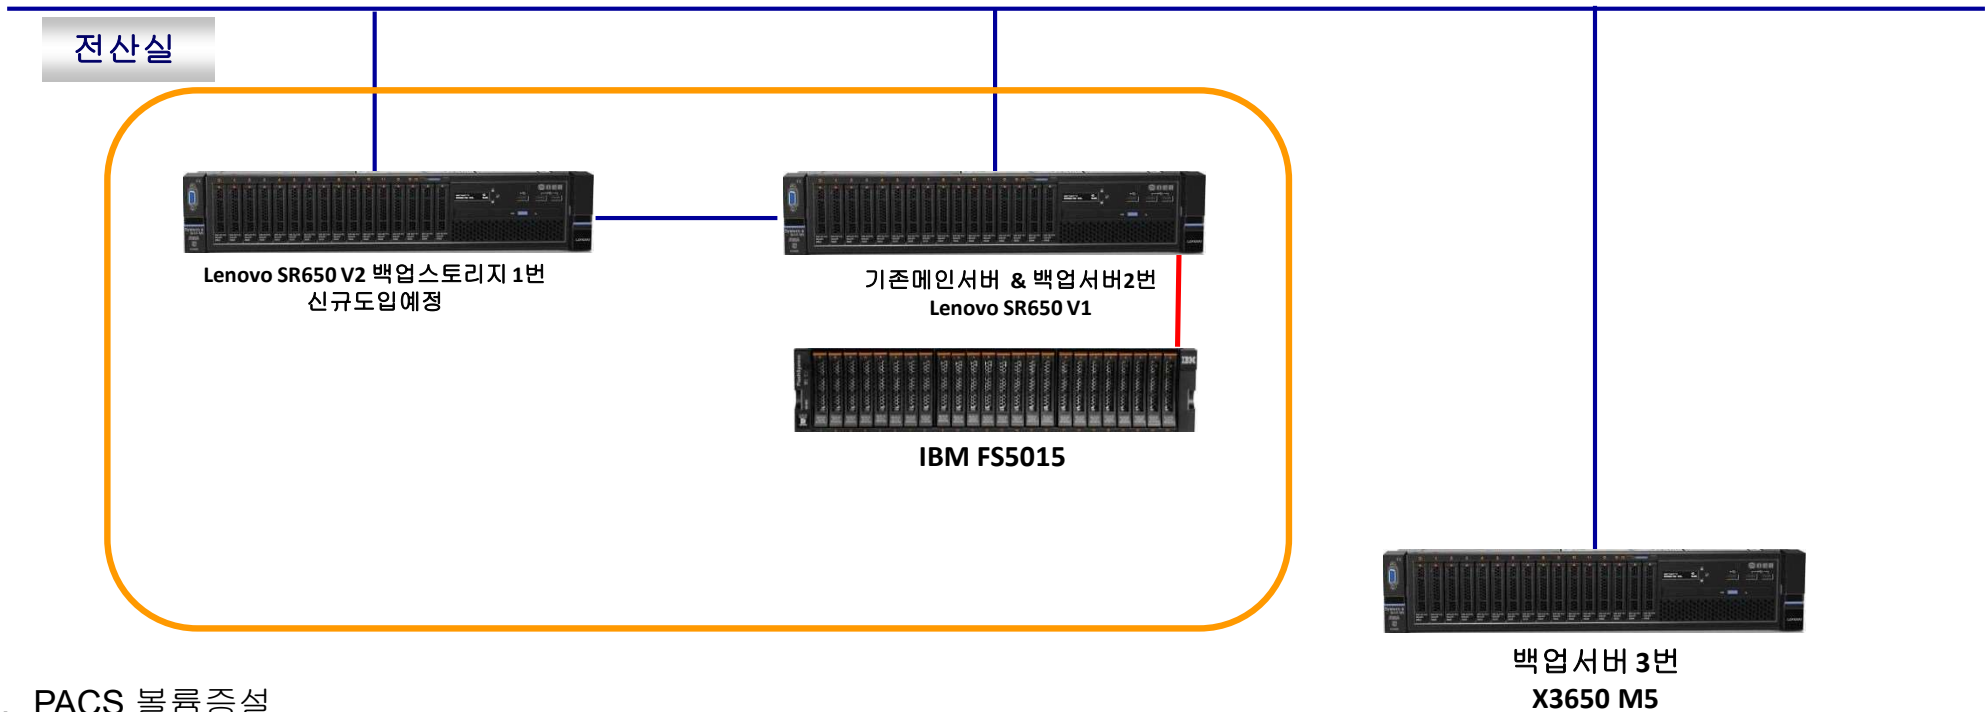 전산실
Lenovo SR650 V2 백업스토리지 1번
신규도입예정
기존메인서버 & 백업서버2번
Lenovo SR650 V1
IBM
IBM FS5015
백업서버 3번
X3650 M5
PACS 볼륨증설